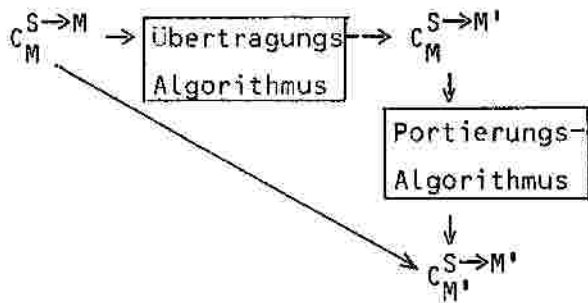 C_M^{S→M} → Übertragungs- --→ C_M^{S→M'}
Algorithmus
Portierungs-
Algorithmus
C_{M'}^{S→M'}